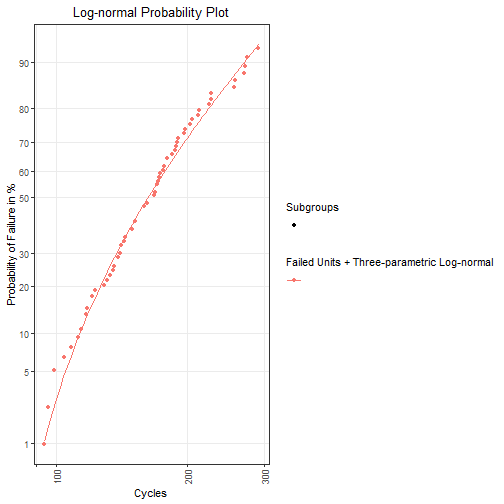 Log-normal Probability Plot
Probability of Failure in %
90
80
70
60
50
30
20
10
5
1
100
200
300
Cycles
Subgroups
Failed Units + Three-parametric Log-normal